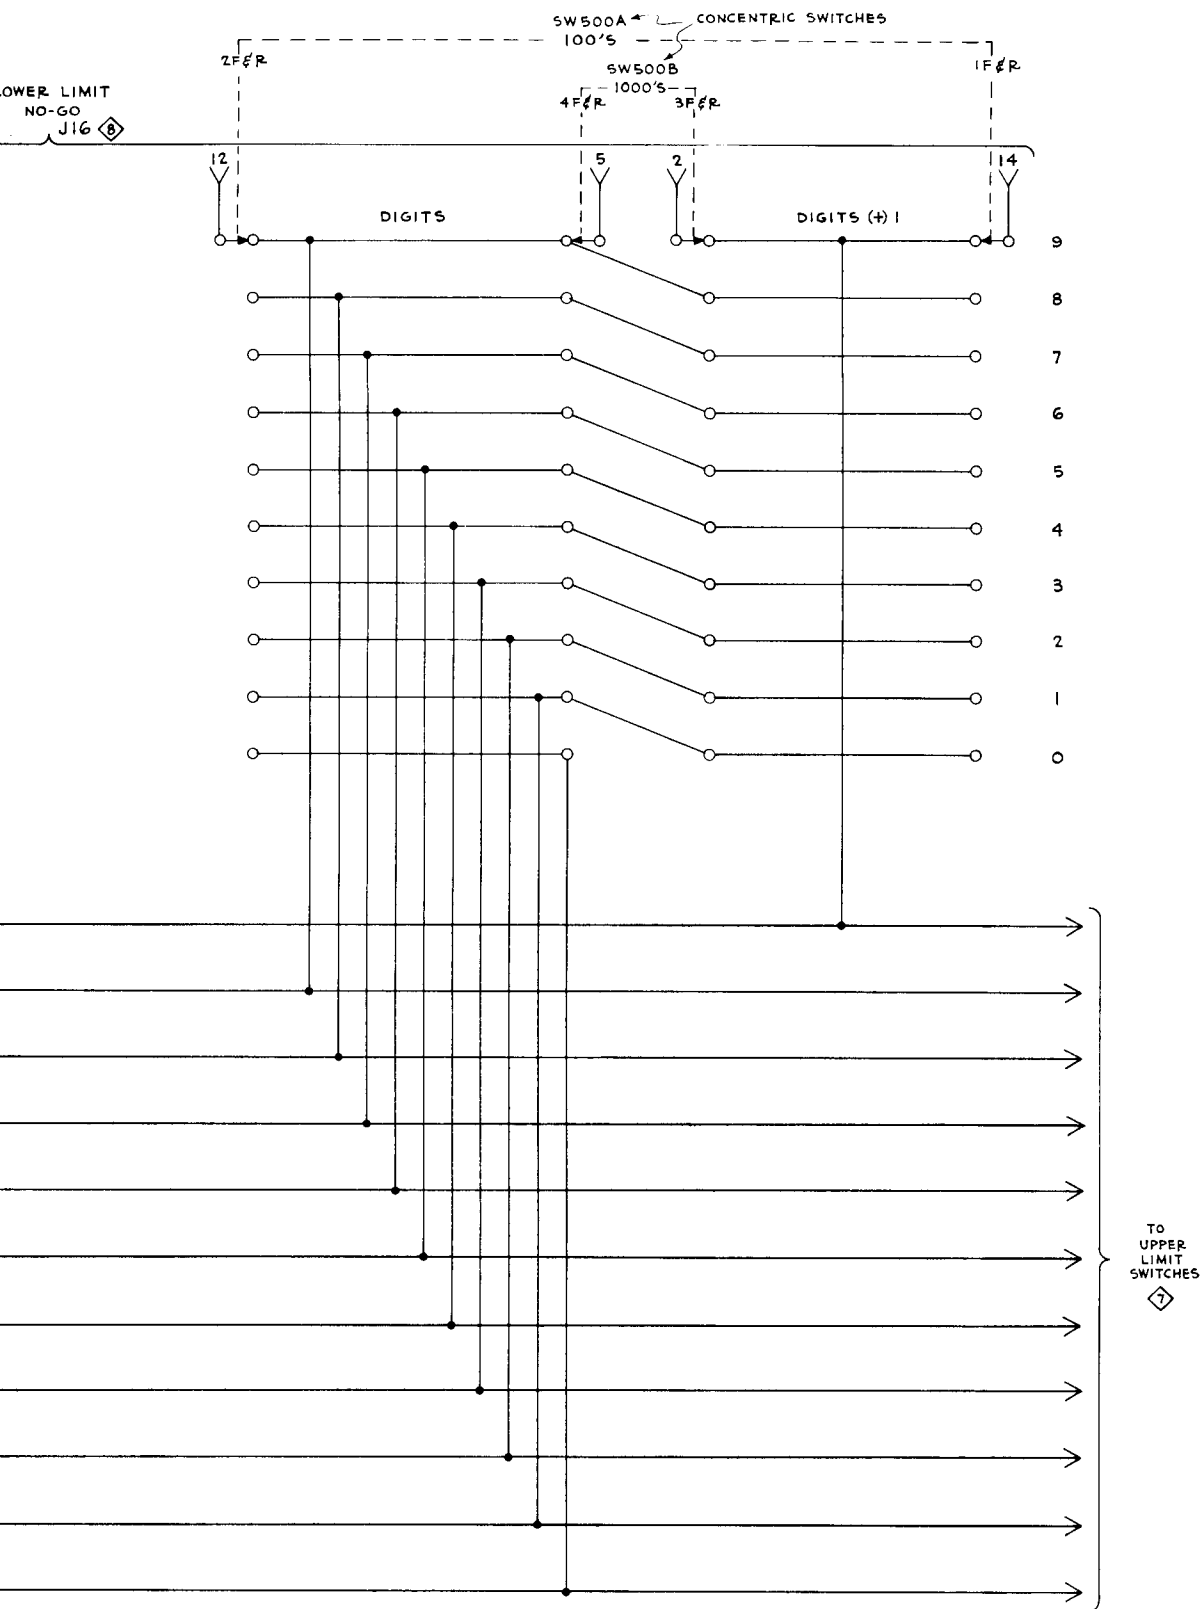 SW500A CONCENTRIC SWITCHES
100'S
2F&R
1F&R
SW500B
1000'S
4F&R 3F&R
OWER LIMIT
NO-GO
J16 8
12 5 2 14
DIGITS DIGITS (+) 1
9
8
7
6
5
4
3
2
1
0
TO
UPPER
LIMIT
SWITCHES
7